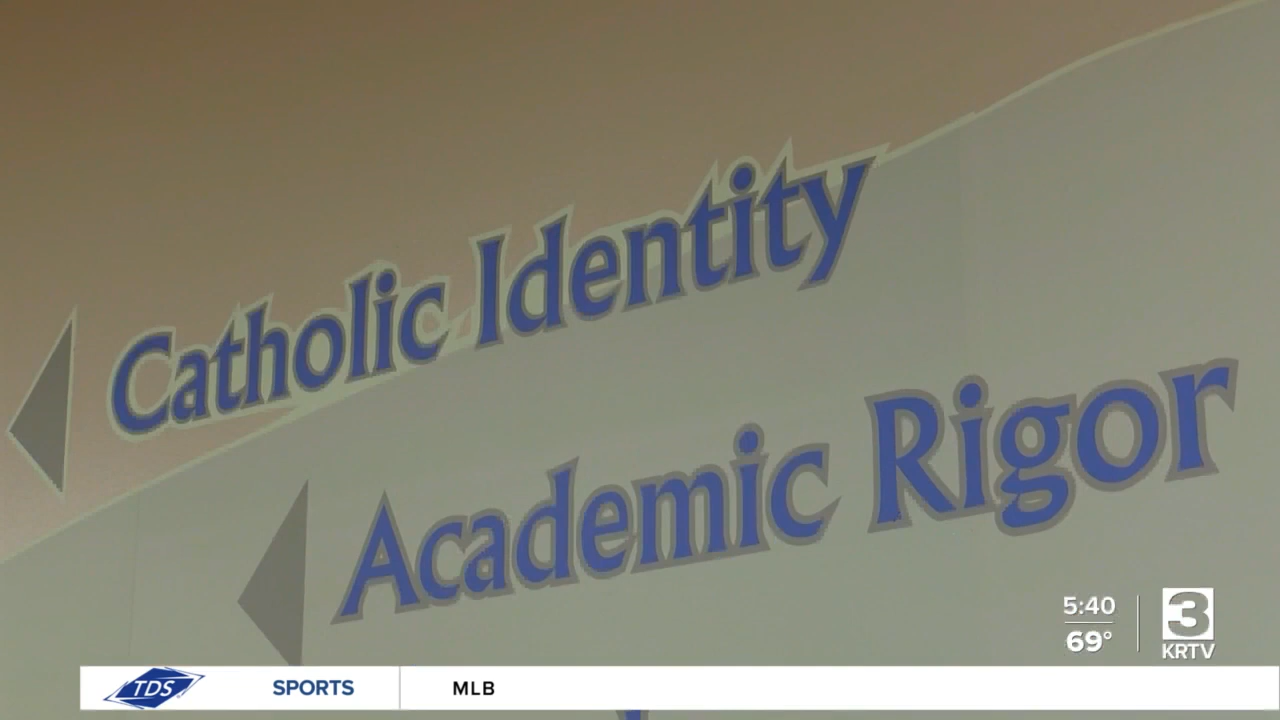 Catholic Identity
Academic Rigor
5:40
69°
3
KRTV
TDS
SPORTS
MLB